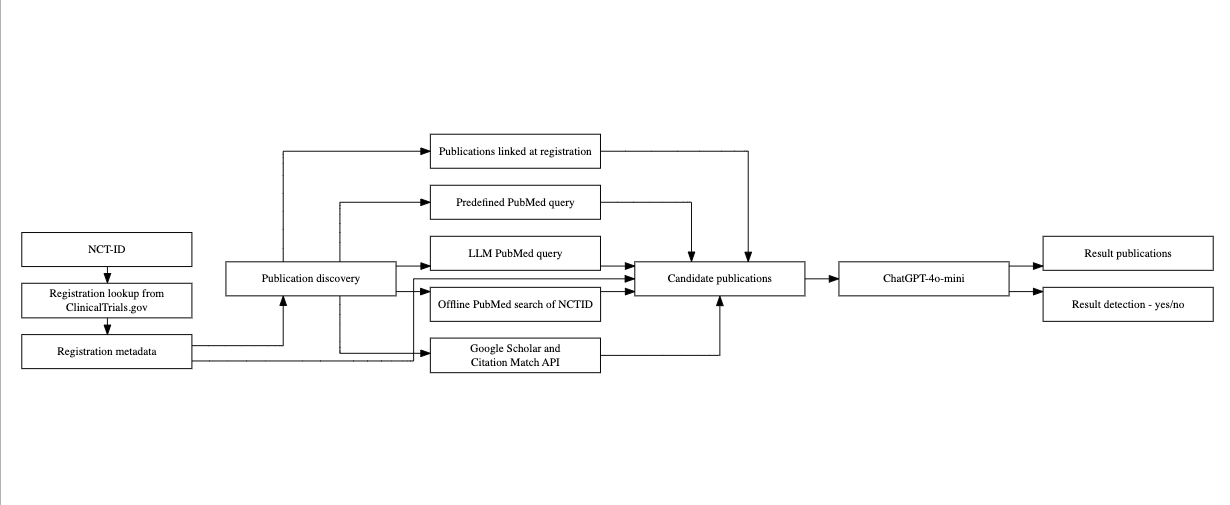 NCT-ID
Registration lookup from
ClinicalTrials.gov
Registration metadata
Publication discovery
Publications linked at registration
Predefined PubMed query
LLM PubMed query
Offline PubMed search of NCTID
Google Scholar and
Citation Match API
Candidate publications
ChatGPT-4o-mini
Result publications
Result detection - yes/no